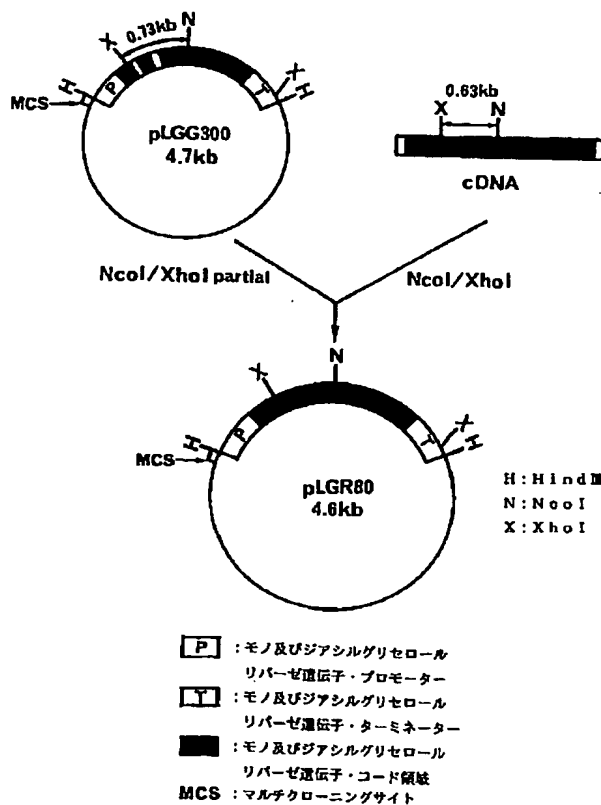 0.73kb
X
N
H
P
T
X
H
MCS
pLGG300
4.7kb
0.63kb
X N
cDNA
NcoI/XhoI partial
NcoI/XhoI
N
X
H
P
T
X
H
MCS
pLGR80
4.6kb
H:HindⅢ
N:NcoI
X:XhoI
P :モノ及びジアシルグリセロール
リパーゼ遺伝子・プロモーター
T :モノ及びジアシルグリセロール
リパーゼ遺伝子・ターミネーター
:モノ及びジアシルグリセロール
リパーゼ遺伝子・コード領域
MCS :マルチクローニングサイト